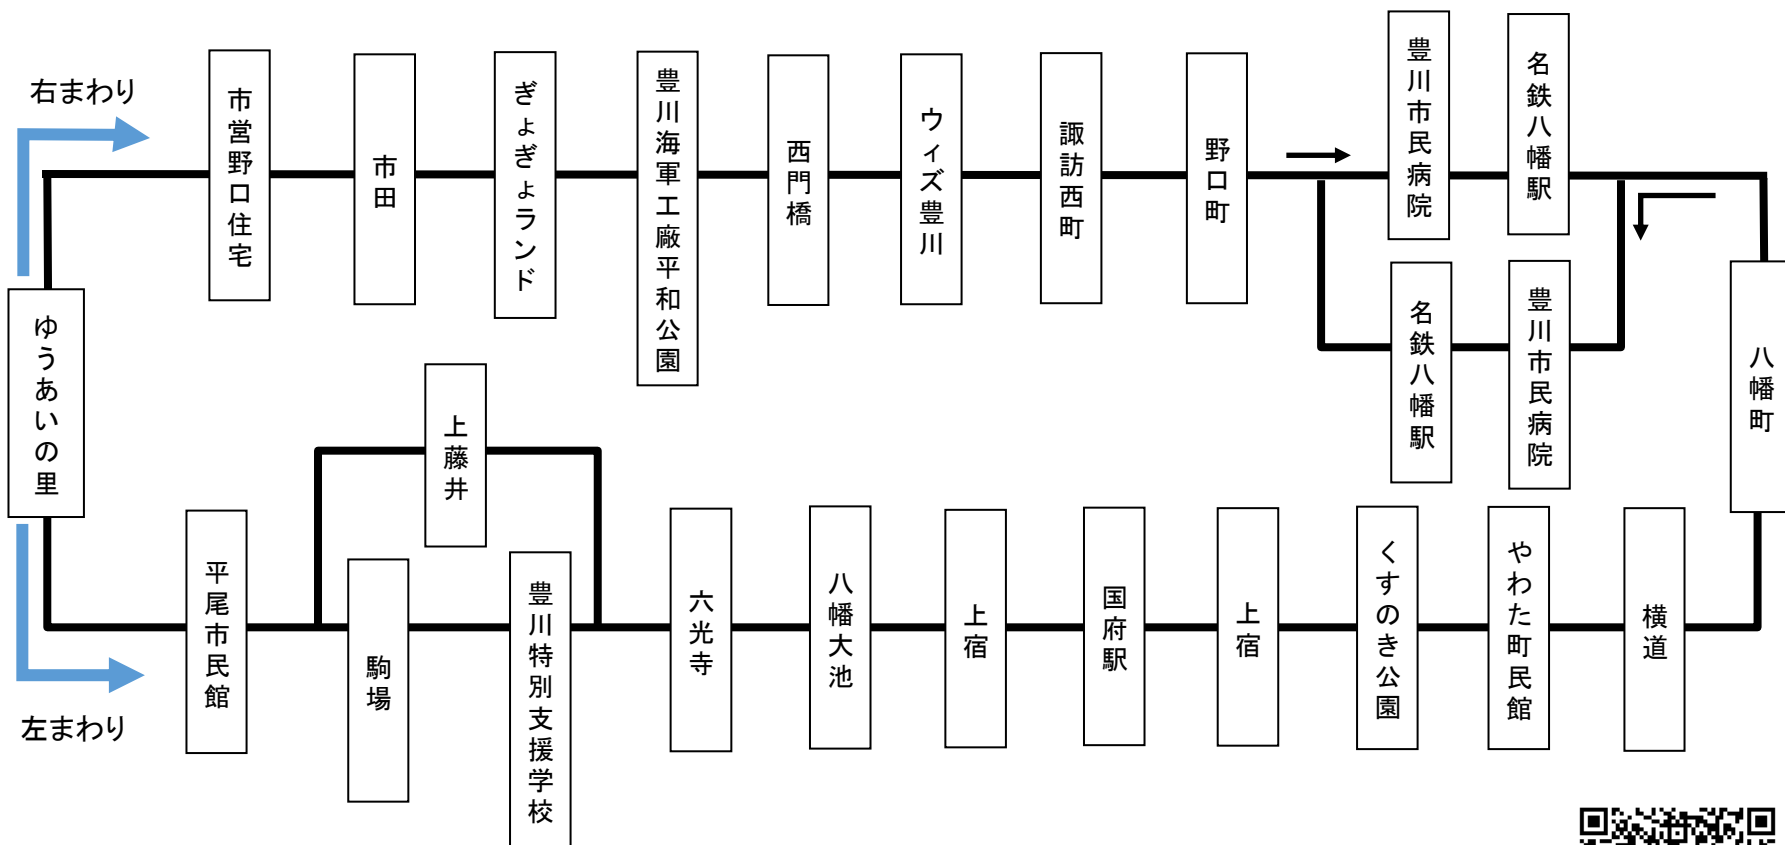 右まわり
市営野口住宅
市田
ぎょぎょランド
豊川海軍工廠平和公園
西門橋
ウィズ豊川
諏訪西町
野口町
豊川市民病院
名鉄八幡駅
名鉄八幡駅
豊川市民病院
八幡町
ゆうあいの里
上藤井
平尾市民館
駒場
豊川特別支援学校
六光寺
八幡大池
上宿
国府駅
上宿
くすのき公園
やわた町民館
横道
左まわり